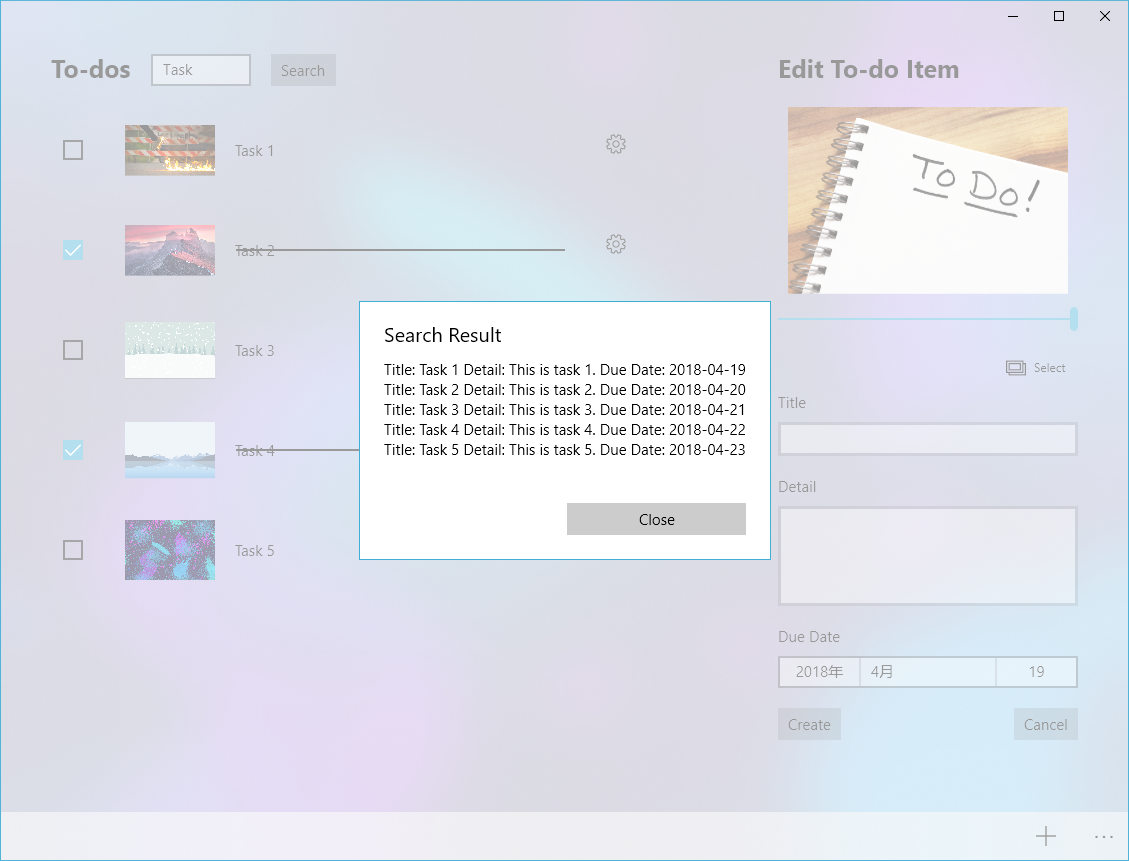 To-dos
Task
Search
Task 1
Task 2
Task 3
Task 4
Task 5
Search Result
Title: Task 1 Detail: This is task 1. Due Date: 2018-04-19
Title: Task 2 Detail: This is task 2. Due Date: 2018-04-20
Title: Task 3 Detail: This is task 3. Due Date: 2018-04-21
Title: Task 4 Detail: This is task 4. Due Date: 2018-04-22
Title: Task 5 Detail: This is task 5. Due Date: 2018-04-23
Close
Edit To-do Item
To Do!
Select
Title
Detail
Due Date
2018年 4月 19
Create Cancel